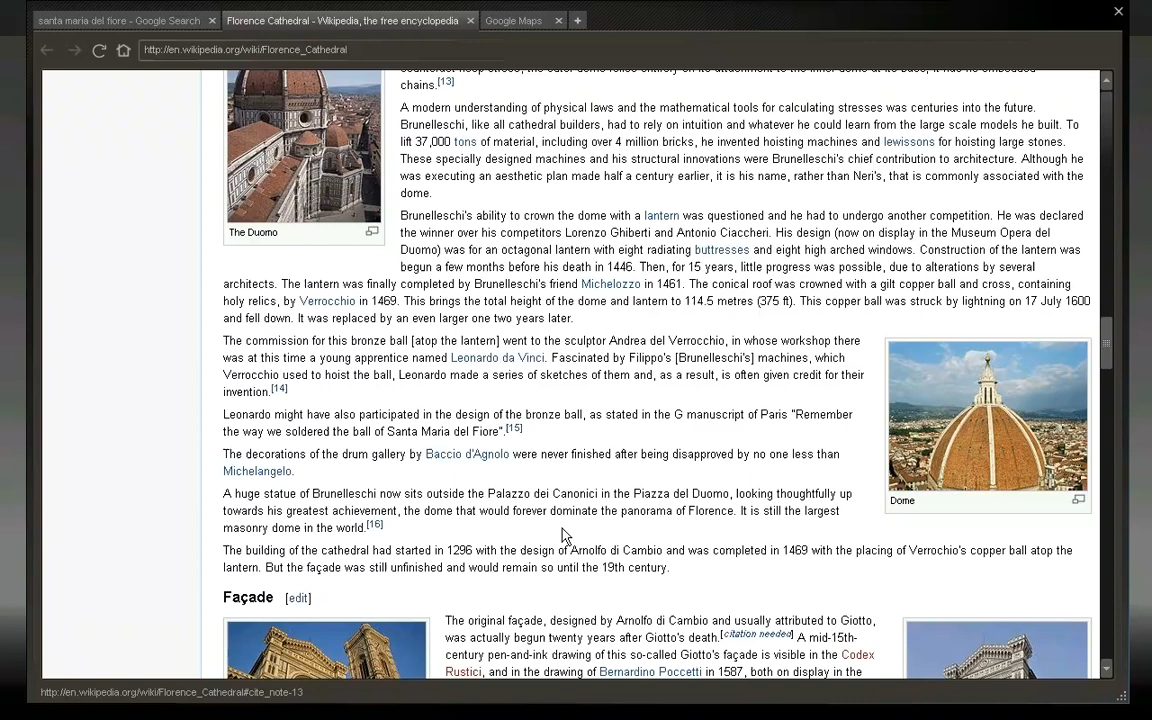 santa maria del fiore - Google Search
Florence Cathedral - Wikipedia, the free encyclopedia
Google Maps
http://en.wikipedia.org/wiki/Florence_Cathedral
chains.[13]
A modern understanding of physical laws and the mathematical tools for calculating stresses was centuries into the future.
Brunelleschi, like all cathedral builders, had to rely on intuition and whatever he could learn from the large scale models he built. To
lift 37,000 tons of material, including over 4 million bricks, he invented hoisting machines and lewissons for hoisting large stones.
These specially designed machines and his structural innovations were Brunelleschi's chief contribution to architecture. Although he
was executing an aesthetic plan made half a century earlier, it is his name, rather than Neri's, that is commonly associated with the
dome.
Brunelleschi's ability to crown the dome with a lantern was questioned and he had to undergo another competition. He was declared
the winner over his competitors Lorenzo Ghiberti and Antonio Ciaccheri. His design (now on display in the Museum Opera del
Duomo) was for an octagonal lantern with eight radiating buttresses and eight high arched windows. Construction of the lantern was
begun a few months before his death in 1446. Then, for 15 years, little progress was possible, due to alterations by several
architects. The lantern was finally completed by Brunelleschi's friend Michelozzo in 1461. The conical roof was crowned with a gilt copper ball and cross, containing
holy relics, by Verrocchio in 1469. This brings the total height of the dome and lantern to 114.5 metres (375 ft). This copper ball was struck by lightning on 17 July 1600
and fell down. It was replaced by an even larger one two years later.
The Duomo
The commission for this bronze ball [atop the lantern] went to the sculptor Andrea del Verrocchio, in whose workshop there
was at this time a young apprentice named Leonardo da Vinci. Fascinated by Filippo's [Brunelleschi's] machines, which
Verrocchio used to hoist the ball, Leonardo made a series of sketches of them and, as a result, is often given credit for their
invention.[14]
Leonardo might have also participated in the design of the bronze ball, as stated in the G manuscript of Paris "Remember
the way we soldered the ball of Santa Maria del Fiore".[15]
The decorations of the drum gallery by Baccio d'Agnolo were never finished after being disapproved by no one less than
Michelangelo.
A huge statue of Brunelleschi now sits outside the Palazzo dei Canonici in the Piazza del Duomo, looking thoughtfully up
towards his greatest achievement, the dome that would forever dominate the panorama of Florence. It is still the largest
masonry dome in the world.[16]
Dome
The building of the cathedral had started in 1296 with the design of Arnolfo di Cambio and was completed in 1469 with the placing of Verrochio's copper ball atop the
lantern. But the façade was still unfinished and would remain so until the 19th century.
Façade [edit]
The original façade, designed by Arnolfo di Cambio and usually attributed to Giotto,
was actually begun twenty years after Giotto's death.[citation needed] A mid-15th-
century pen-and-ink drawing of this so-called Giotto's façade is visible in the Codex
Rustici, and in the drawing of Bernardino Poccetti in 1587, both on display in the
http://en.wikipedia.org/wiki/Florence_Cathedral#cite_note-13